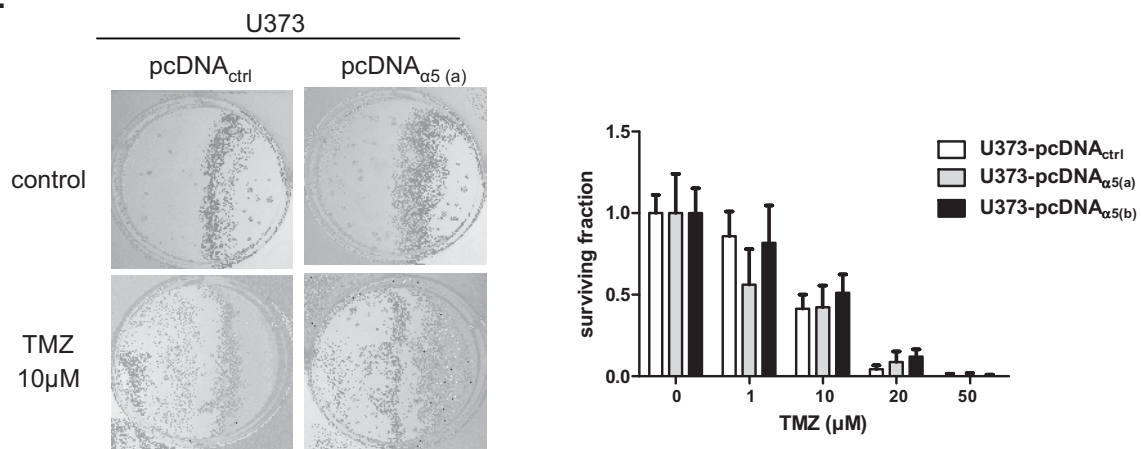 U373
pcDNActrl
pcDNAα5 (a)
control
TMZ
10μM
surviving fraction
1.5
1.0
0.5
0.0
0
1
10
20
50
TMZ (μM)
U373-pcDNActrl
U373-pcDNAα5(a)
U373-pcDNAα5(b)